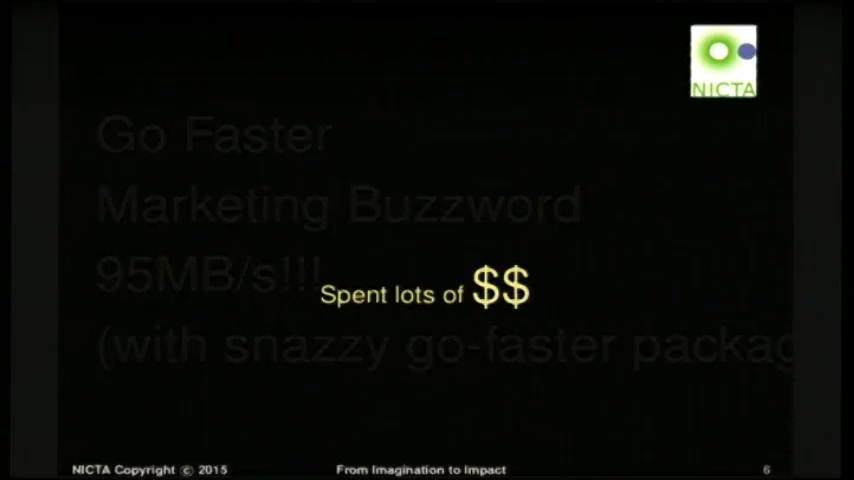 NICTA
Go Faster
Marketing Buzzword
95MB/s!!!
Spent lots of $$
(with snazzy go-faster packag
NICTA Copyright © 2015
From Imagination to Impact
6